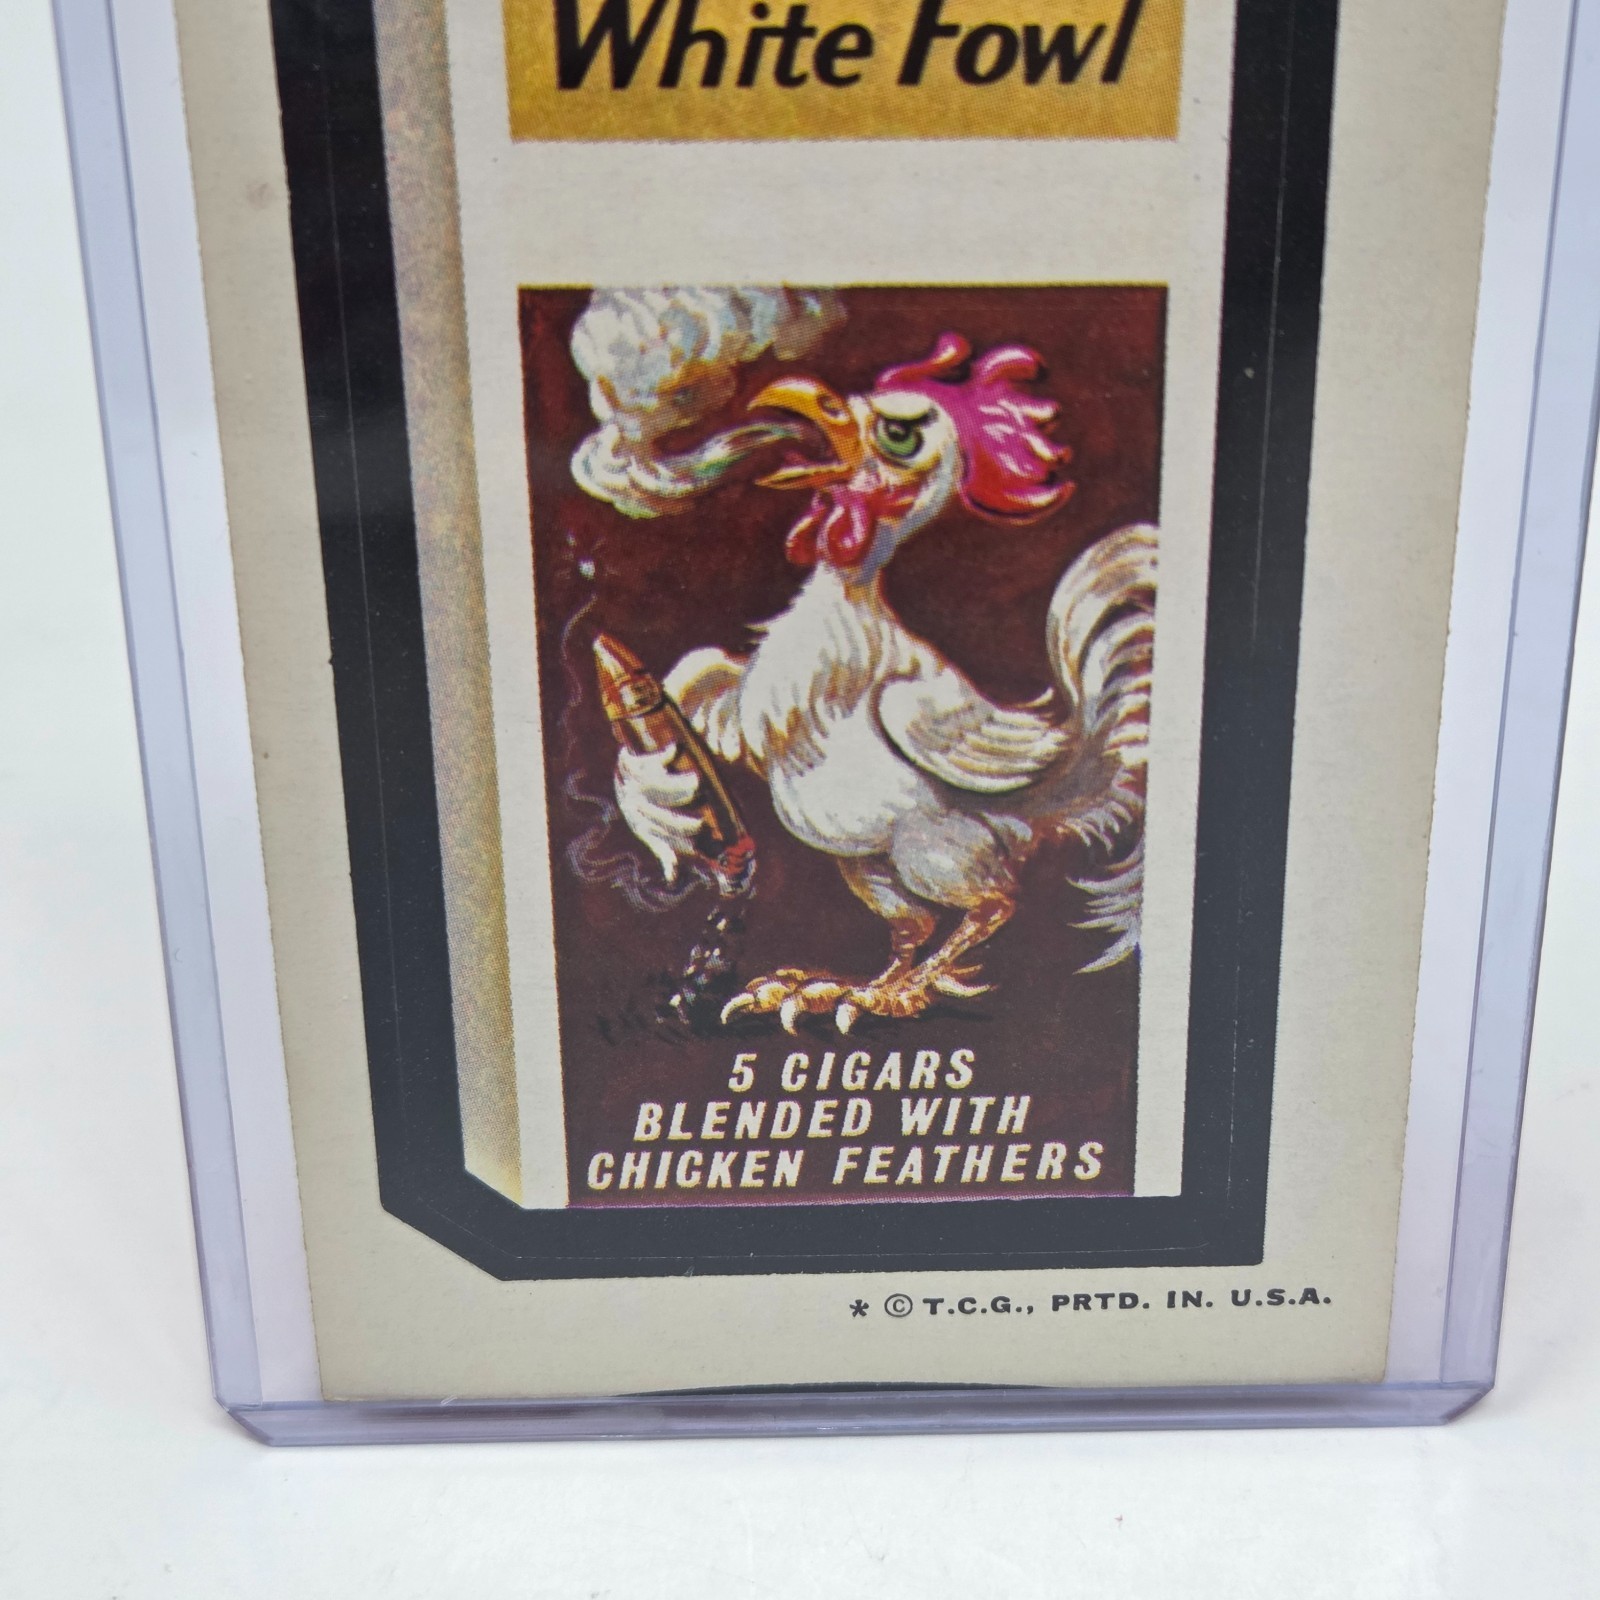 White Fowl
5 CIGARS
BLENDED WITH
CHICKEN FEATHERS
* © T.C.G., PRTD. IN. U.S.A.